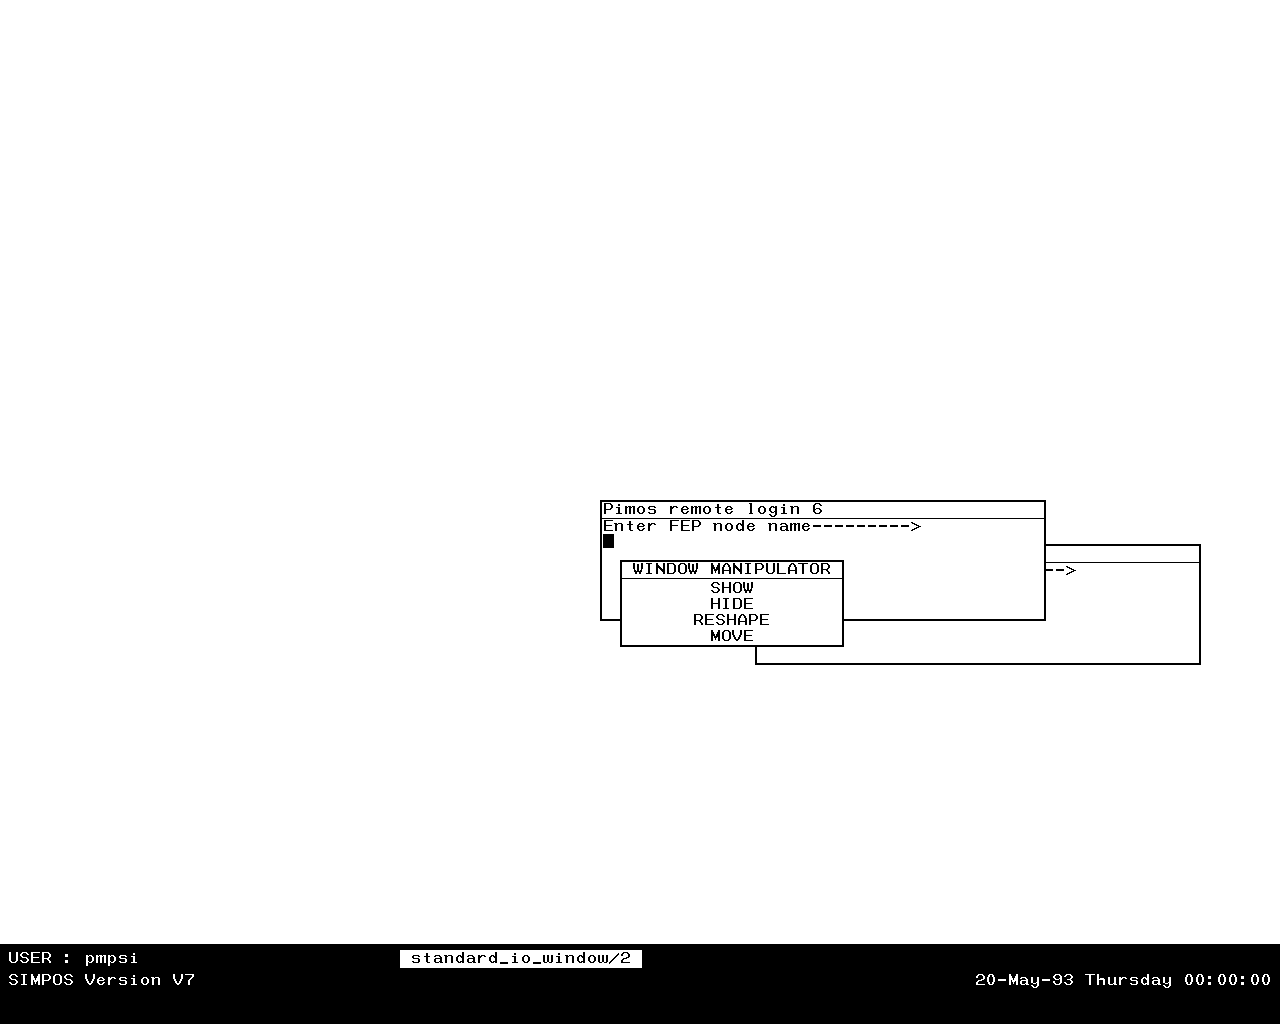 Pimos remote login 6
Enter FEP node name--------->
-->
WINDOW MANIPULATOR
SHOW
HIDE
RESHAPE
MOVE
USER : pmpsi
standard_io_window/2
SIMPOS Version V7
20-May-93 Thursday 00:00:00